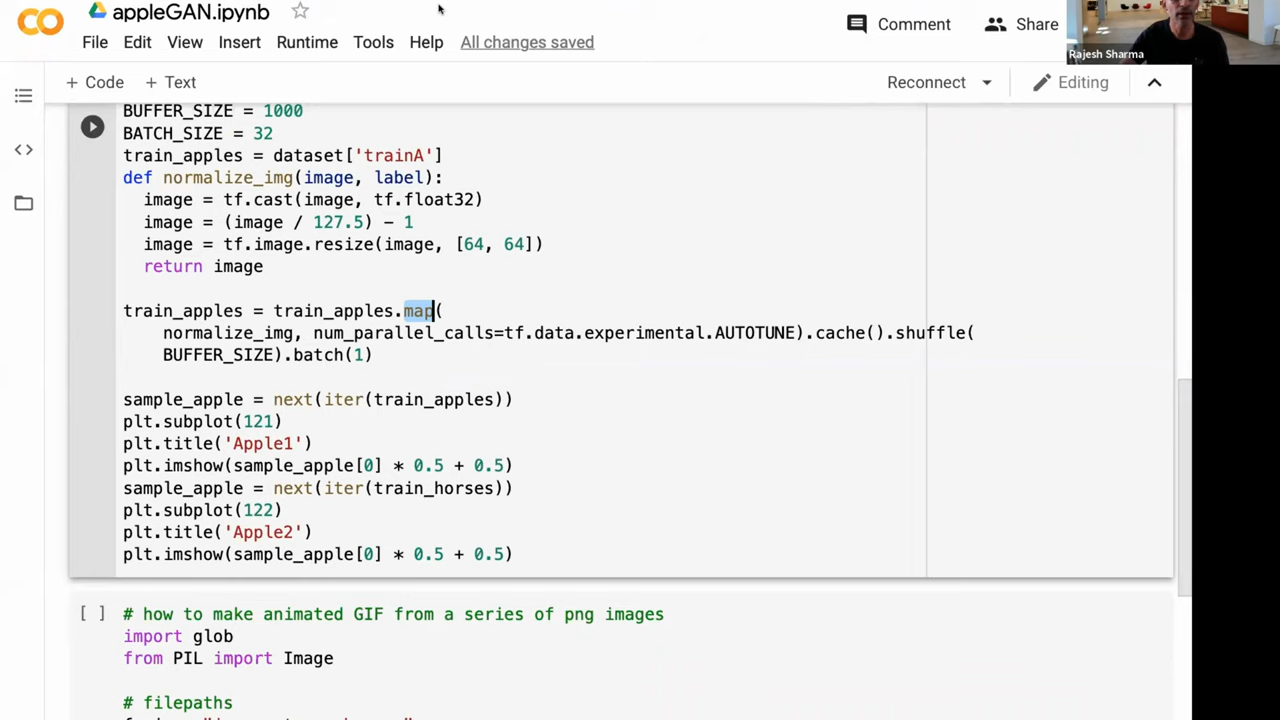 CO appleGAN.ipynb
File Edit View Insert Runtime Tools Help All changes saved
Comment Share
Rajesh Sharma
+ Code + Text
Reconnect Editing
BUFFER_SIZE = 1000
BATCH_SIZE = 32
train_apples = dataset['trainA']
def normalize_img(image, label):
  image = tf.cast(image, tf.float32)
  image = (image / 127.5) - 1
  image = tf.image.resize(image, [64, 64])
  return image
train_apples = train_apples.map(
    normalize_img, num_parallel_calls=tf.data.experimental.AUTOTUNE).cache().shuffle(
    BUFFER_SIZE).batch(1)
sample_apple = next(iter(train_apples))
plt.subplot(121)
plt.title('Apple1')
plt.imshow(sample_apple[0] * 0.5 + 0.5)
sample_apple = next(iter(train_horses))
plt.subplot(122)
plt.title('Apple2')
plt.imshow(sample_apple[0] * 0.5 + 0.5)
[ ] # how to make animated GIF from a series of png images
import glob
from PIL import Image
# filepaths